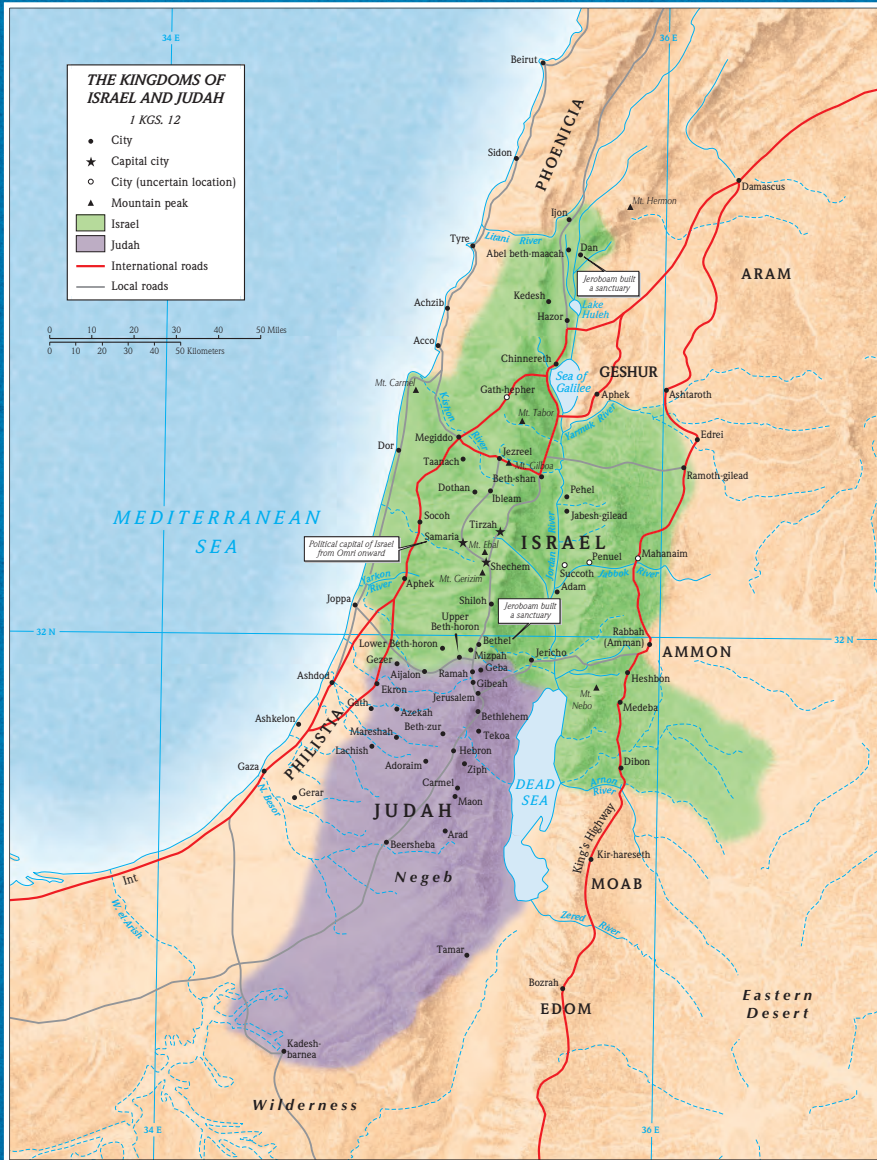 34 E
36 E
THE KINGDOMS OF
ISRAEL AND JUDAH
1 KGS. 12
City
Capital city
City (uncertain location)
Mountain peak
Israel
Judah
International roads
Local roads
0 10 20 30 40 50 Miles
0 10 20 30 40 50 Kilometers
Beirut
PHOENICIA
Sidon
Damascus
Mt. Hermon
Ijon
Litani River
Tyre
Abel beth-maacah
Dan
Jeroboam built
a sanctuary
ARAM
Kedesh
Lake
Huleh
Achzib
Hazor
Acco
Chinnereth
Sea of
Galilee
GESHUR
Mt. Carmel
Gath-hepher
Aphek
Ashtaroth
Kishon
River
Mt. Tabor
Yarmuk River
Megiddo
Edrei
Dor
Taanach
Jezreel
Mt. Gilboa
Beth-shan
Ramoth-gilead
Dothan
Ibleam
Pehel
Jabesh-gilead
MEDITERRANEAN
SEA
Socoh
Tirzah
Samaria
ISRAEL
Political capital of Israel
from Omri onward
Mt. Ebal
Jordan River
Penuel
Mahanaim
Shechem
Succoth
Jabbok River
Mt. Gerizim
Yarkon
River
Aphek
Adam
Joppa
Shiloh
Jeroboam built
a sanctuary
Upper
Beth-horon
32 N
32 N
Lower Beth-horon
Bethel
Rabbah
(Amman)
AMMON
Mizpah
Gezer
Jericho
Aijalon
Ramah
Geba
Ashdod
Ekron
Gibeah
Heshbon
Jerusalem
Mt.
Nebo
Gath
Azekah
Bethlehem
Medeba
Ashkelon
Beth-zur
Mareshah
Tekoa
PHILISTIA
Lachish
Hebron
Gaza
Adoraim
Ziph
Dibon
Carmel
DEAD
SEA
Arnon
River
N. Besor
Gerar
Maon
JUDAH
King's Highway
Arad
Beersheba
Kir-hareseth
Int
Negeb
MOAB
W. el-Arish
Zered River
Tamar
Bozrah
EDOM
Eastern
Desert
Kadesh-
barnea
Wilderness
34 E
36 E